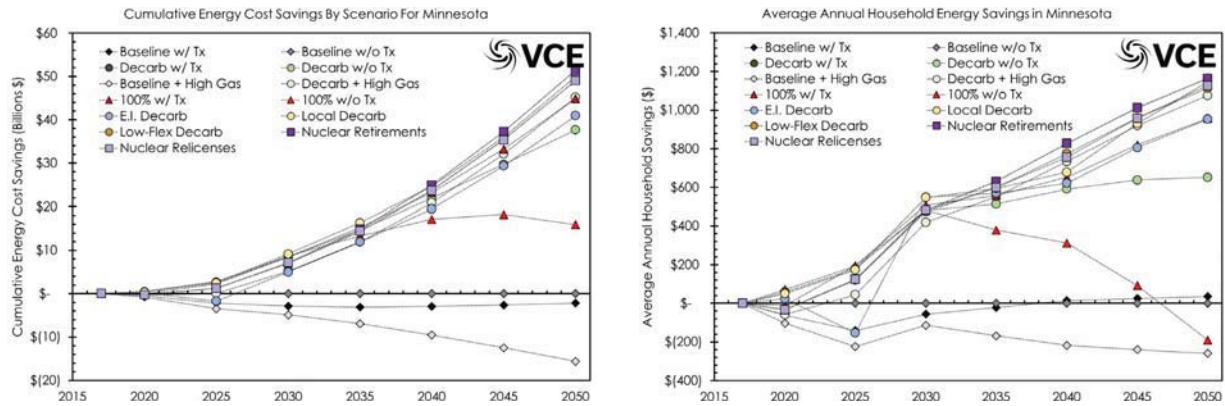 Cumulative Energy Cost Savings By Scenario For Minnesota
Cumulative Energy Cost Savings (Billions $)
$60
$50
$40
$30
$20
$10
$-
$(10)
$(20)
Baseline w/ Tx
Baseline w/o Tx
Decarb w/ Tx
Decarb w/o Tx
Baseline + High Gas
Decarb + High Gas
100% w/ Tx
100% w/o Tx
E.I. Decarb
Local Decarb
Low-Flex Decarb
Nuclear Retirements
Nuclear Relicenses
VCE
2015 2020 2025 2030 2035 2040 2045 2050
Average Annual Household Energy Savings in Minnesota
Average Annual Household Savings ($)
$1,400
$1,200
$1,000
$800
$600
$400
$200
$-
$(200)
$(400)
Baseline w/ Tx
Baseline w/o Tx
Decarb w/ Tx
Decarb w/o Tx
Baseline + High Gas
Decarb + High Gas
100% w/ Tx
100% w/o Tx
E.I. Decarb
Local Decarb
Low-Flex Decarb
Nuclear Retirements
Nuclear Relicenses
VCE
2015 2020 2025 2030 2035 2040 2045 2050